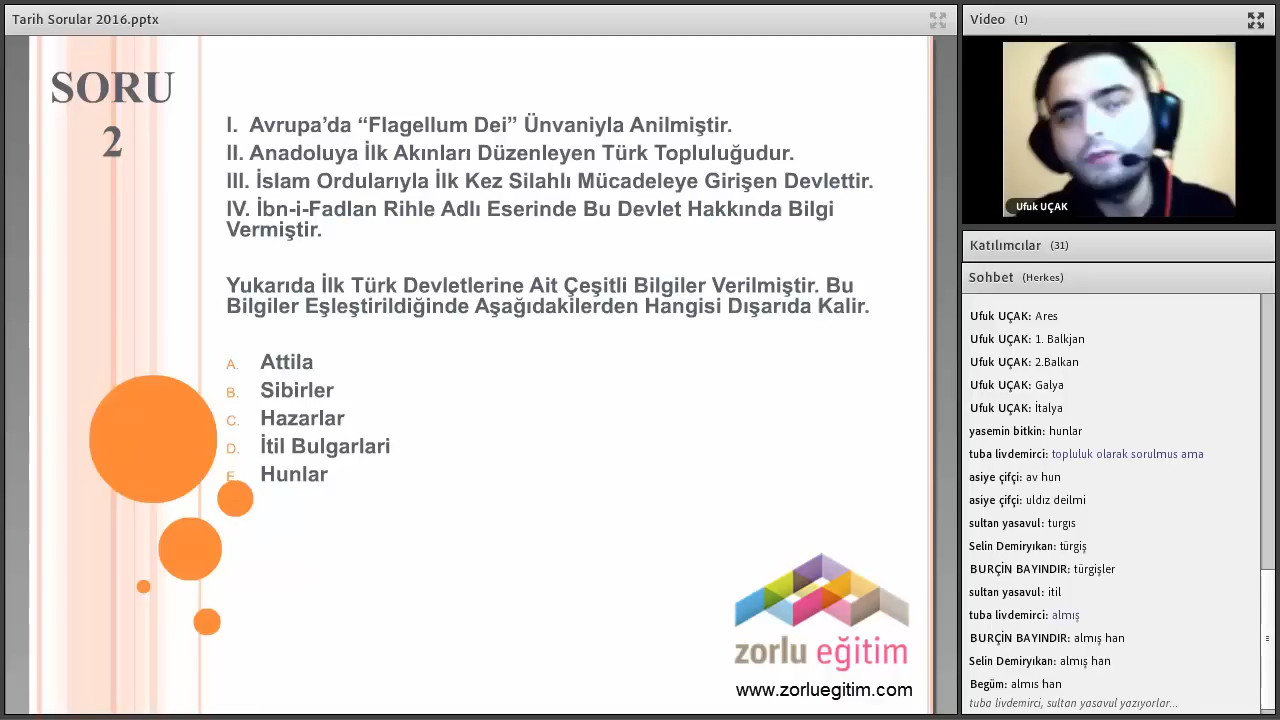 Tarih Sorular 2016.pptx
SORU
2
I. Avrupa’da “Flagellum Dei” Ünvaniyla Anilmiştir.
II. Anadoluya İlk Akınları Düzenleyen Türk Topluluğudur.
III. İslam Ordularıyla İlk Kez Silahlı Mücadeleye Girişen Devlettir.
IV. İbn-i-Fadlan Rihle Adlı Eserinde Bu Devlet Hakkında Bilgi
Vermiştir.
Yukarıda İlk Türk Devletlerine Ait Çeşitli Bilgiler Verilmiştir. Bu
Bilgiler Eşleştirildiğinde Aşağıdakilerden Hangisi Dışarıda Kalir.
A. Attila
B. Sibirler
C. Hazarlar
D. İtil Bulgarlari
E. Hunlar
zorlu eğitim
www.zorluegitim.com
Video (1)
Ufuk UÇAK
Katılımcılar (31)
Sohbet (Herkes)
Ufuk UÇAK: Ares
Ufuk UÇAK: 1. Balkjan
Ufuk UÇAK: 2.Balkan
Ufuk UÇAK: Galya
Ufuk UÇAK: İtalya
yasemin bitkin: hunlar
tuba livdemirci: topluluk olarak sorulmus ama
asiye çifçi: av hun
asiye çifçi: uldız deilmi
sultan yasavul: turgıs
Selin Demiryıkan: türgiş
BURÇİN BAYINDIR: türgişler
sultan yasavul: itil
tuba livdemirci: almış
BURÇİN BAYINDIR: almış han
Selin Demiryıkan: almış han
Begüm: almıs han
tuba livdemirci, sultan yasavul yazıyorlar...